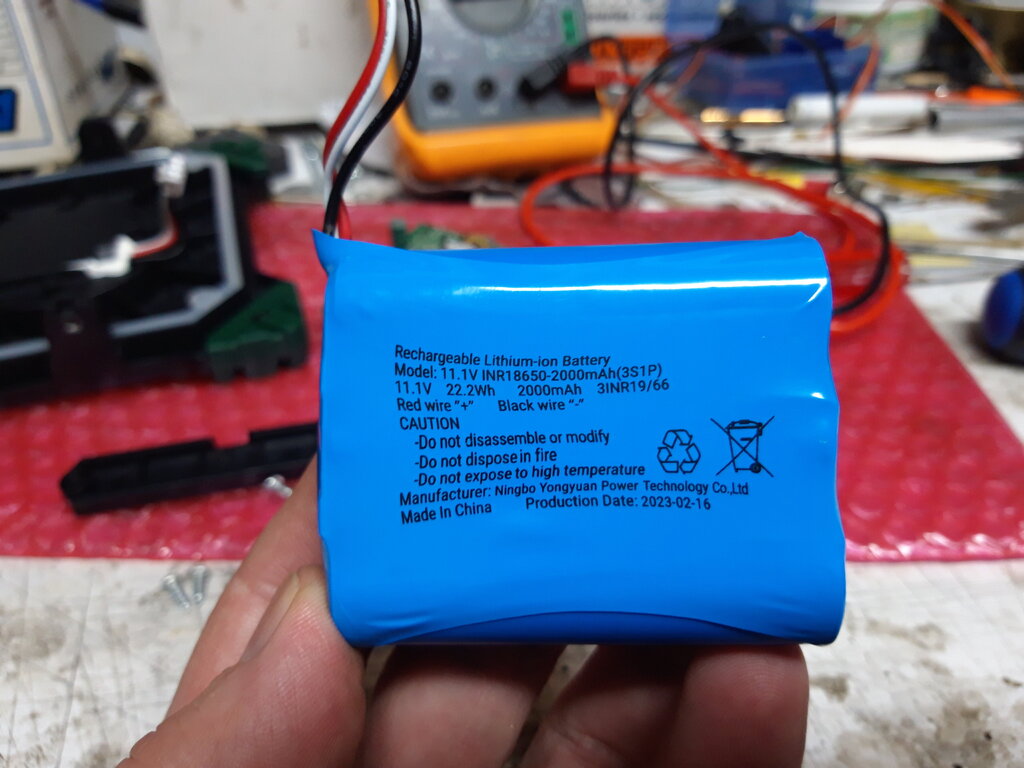 Rechargeable Lithium-ion Battery
Model: 11.1V INR18650-2000mAh(3S1P)
11.1V 22.2Wh 2000mAh 3INR19/66
Red wire "+" Black wire "-"
CAUTION
-Do not disassemble or modify
-Do not dispose in fire
-Do not expose to high temperature
Manufacturer: Ningbo Yongyuan Power Technology Co.,Ltd
Made In China Production Date: 2023-02-16